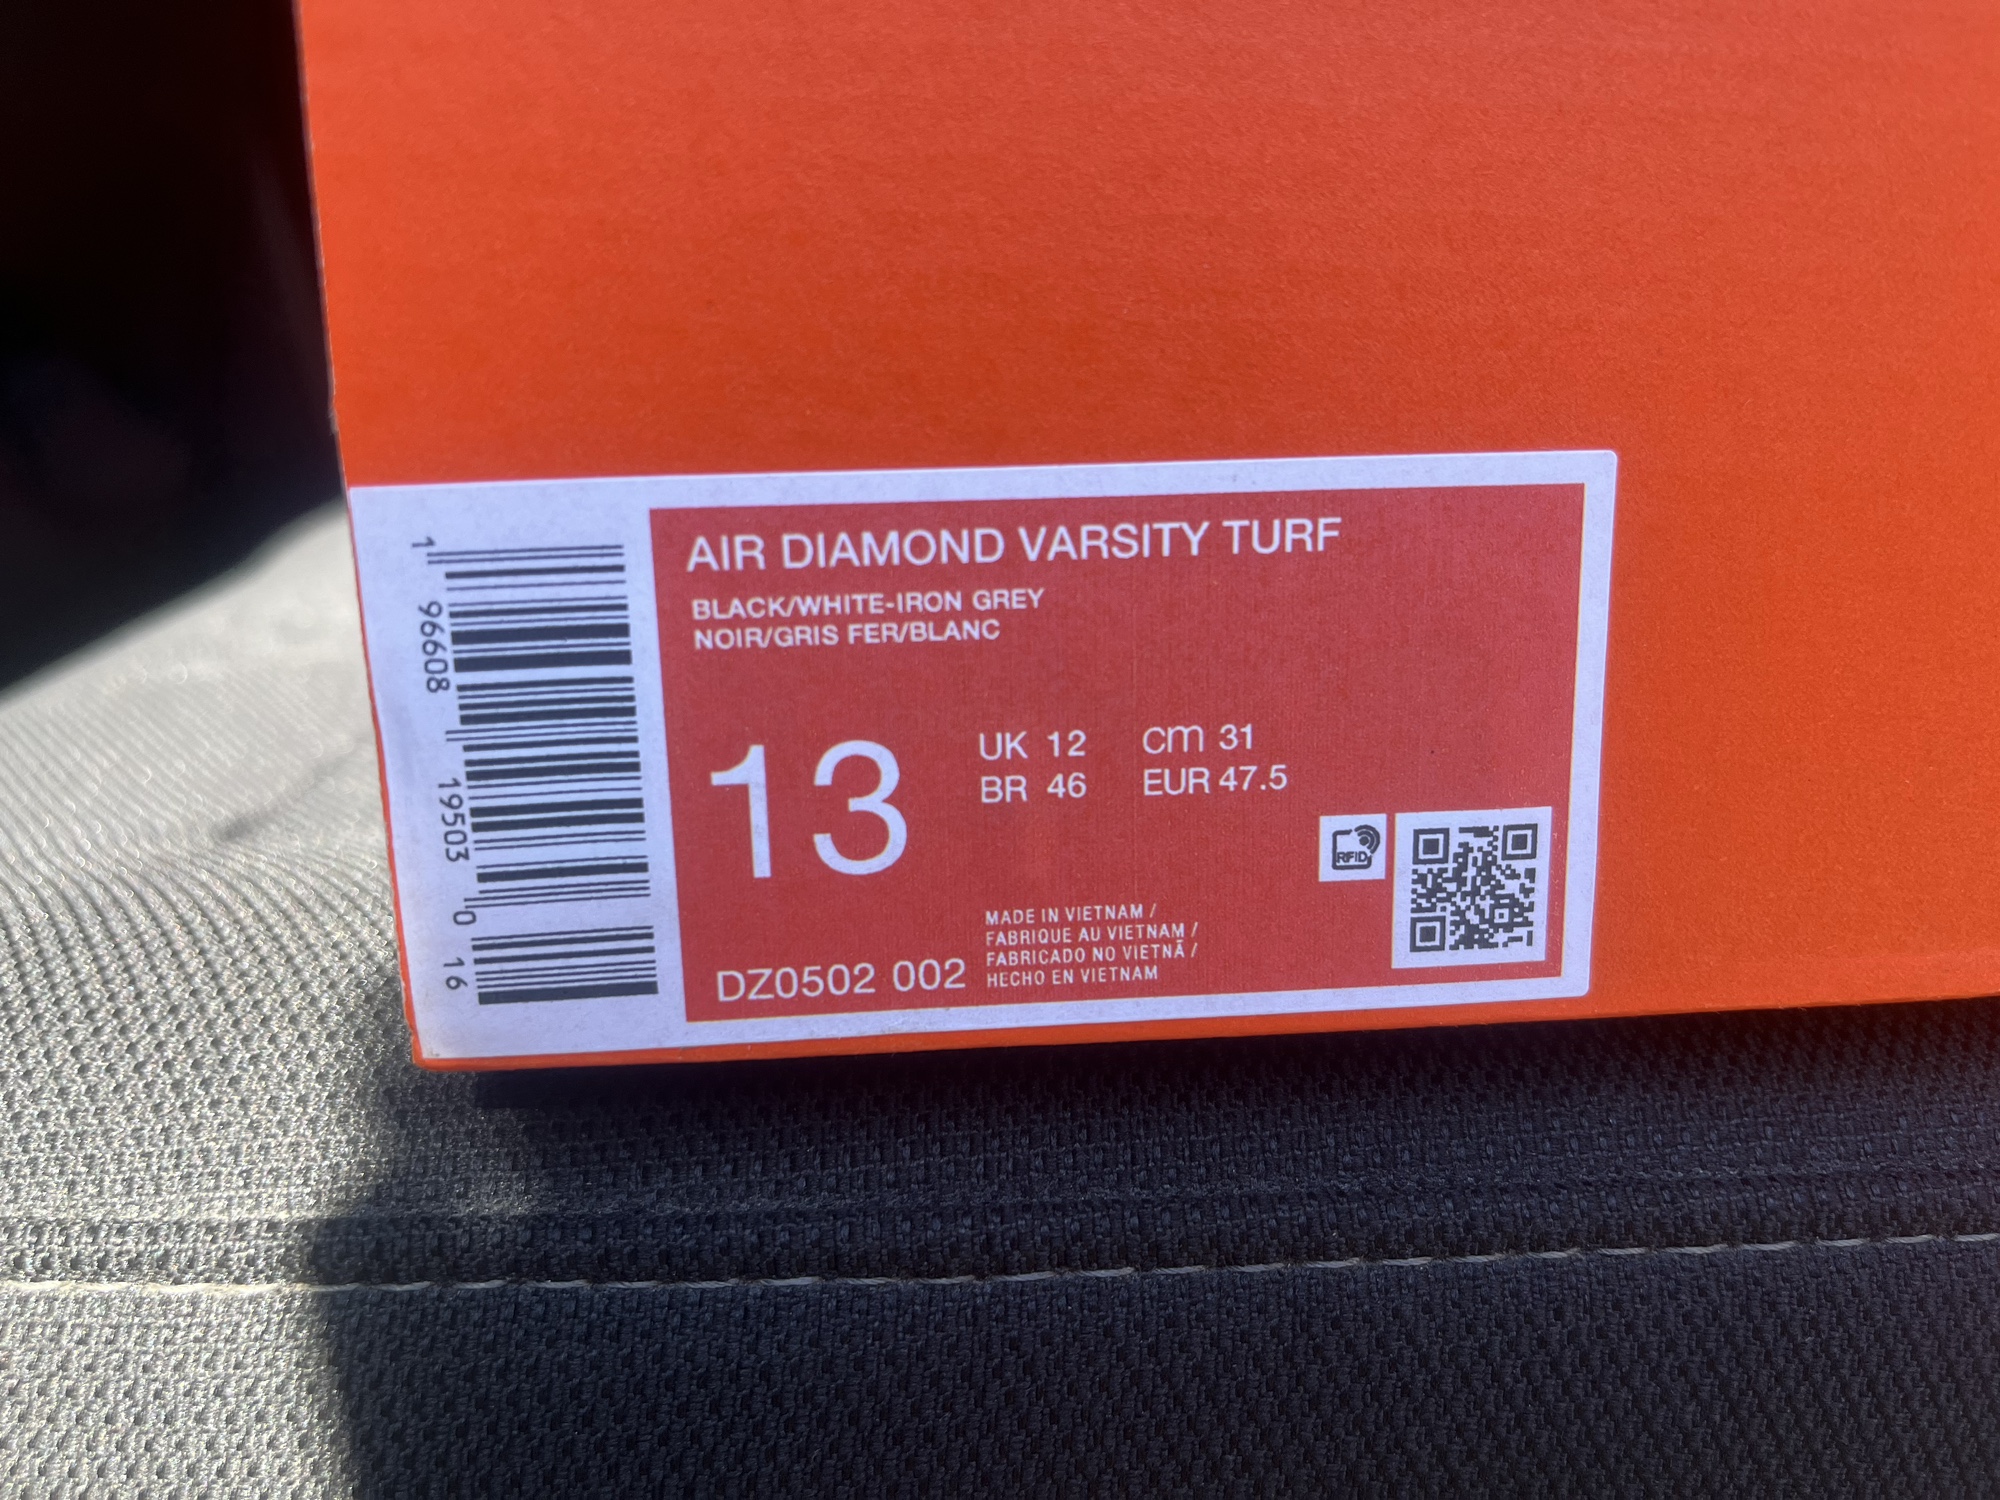 AIR DIAMOND VARSITY TURF
BLACK/WHITE-IRON GREY
NOIR/GRIS FER/BLANC
13
UK 12 cm 31
BR 46 EUR 47.5
RFID
MADE IN VIETNAM /
FABRIQUE AU VIETNAM /
FABRICADO NO VIETNÃ /
HECHO EN VIETNAM
DZ0502 002
1 96608 19503 0 16